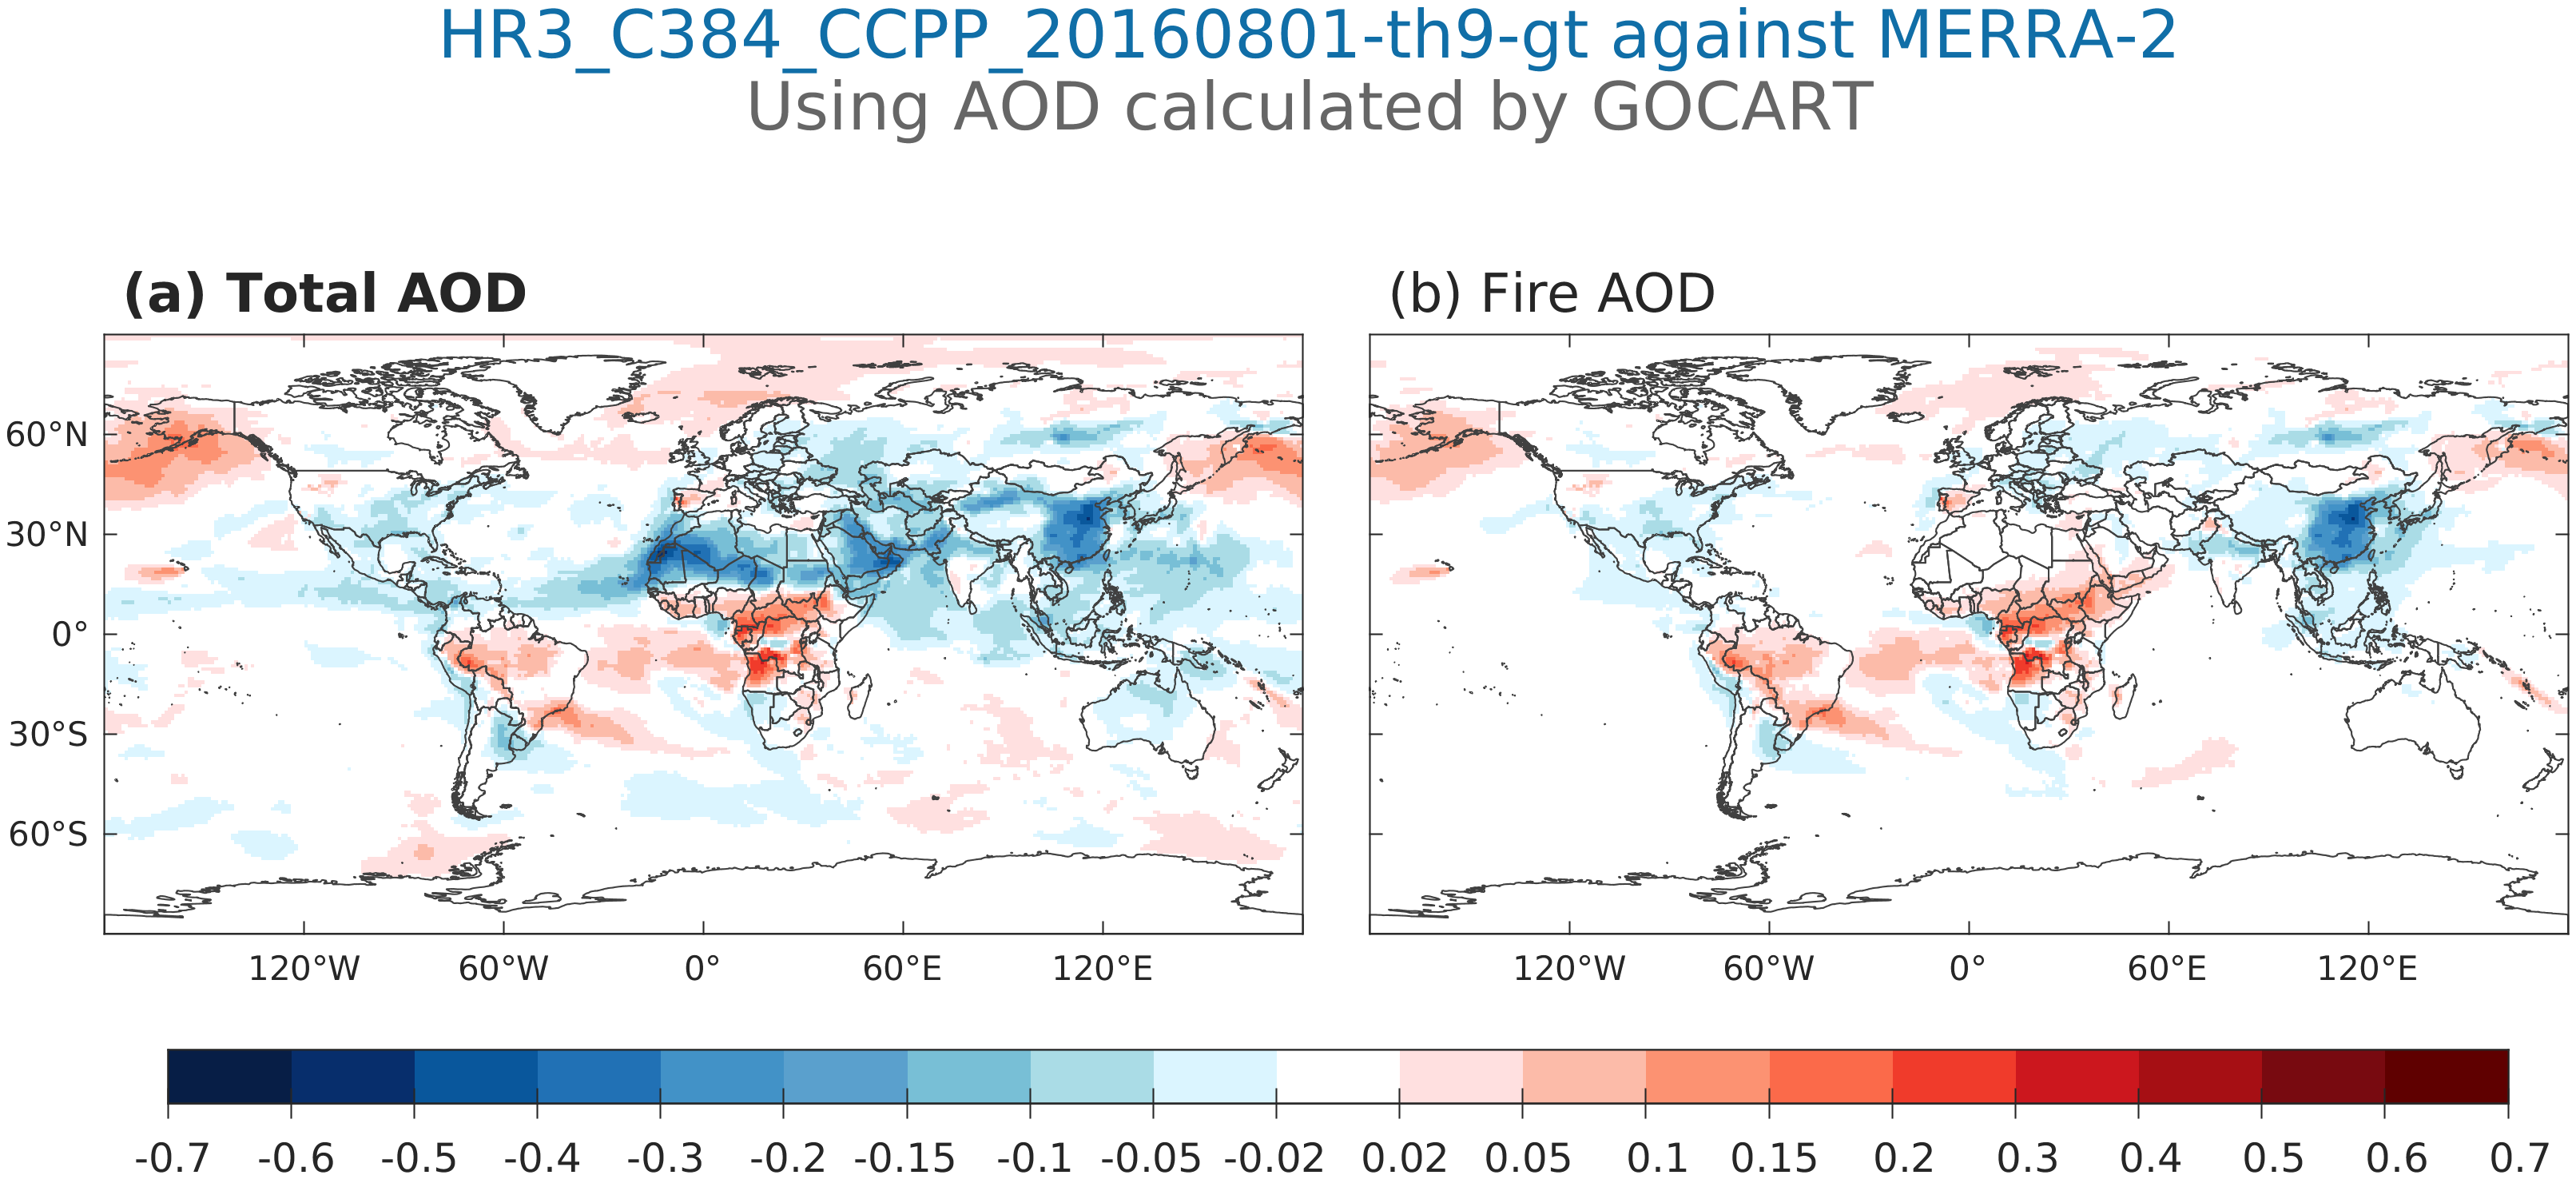 HR3_C384_CCPP_20160801-th9-gt against MERRA-2
Using AOD calculated by GOCART
(a) Total AOD
(b) Fire AOD
60°N
30°N
0°
30°S
60°S
120°W 60°W 0° 60°E 120°E
120°W 60°W 0° 60°E 120°E
-0.7 -0.6 -0.5 -0.4 -0.3 -0.2 -0.15 -0.1 -0.05 -0.02 0.02 0.05 0.1 0.15 0.2 0.3 0.4 0.5 0.6 0.7